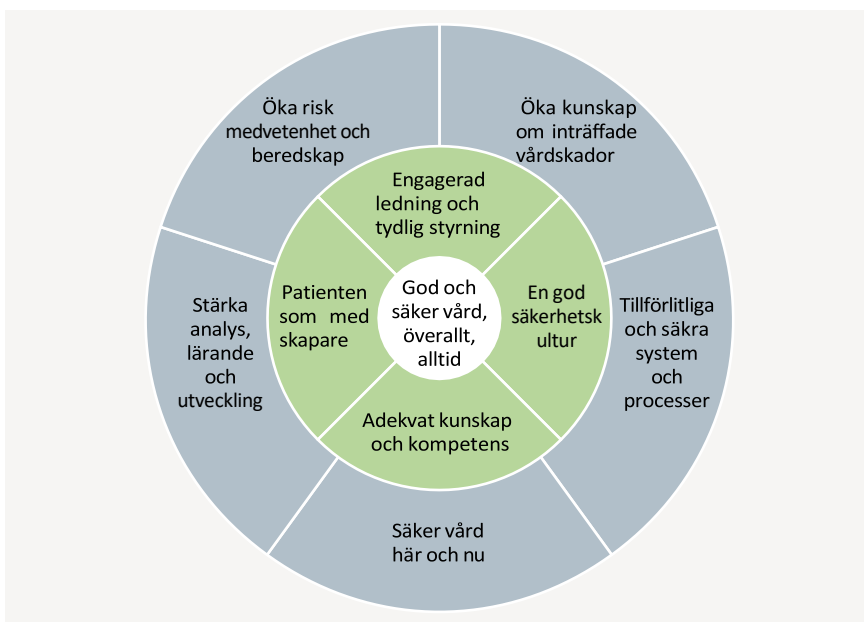 Öka risk
medvetenhet och
beredskap
Öka kunskap
om inträffade
vårdskador
Engagerad
ledning och
tydlig styrning
Patienten
som med
skapare
God och
säker vård,
överallt,
alltid
En god
säkerhetsk
ultur
Stärka
analys,
lärande
och
utveckling
Tillförlitliga
och säkra
system
och
processer
Adekvat kunskap
och kompetens
Säker vård
här och nu